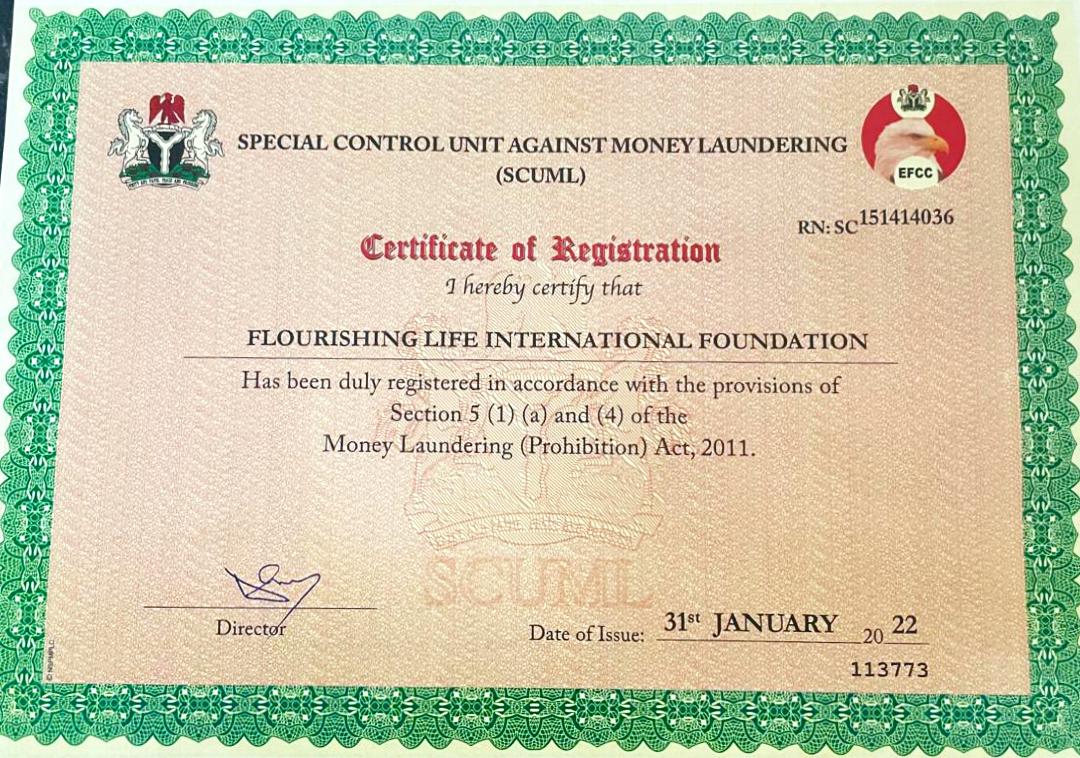 SPECIAL CONTROL UNIT AGAINST MONEY LAUNDERING
(SCUML)
EFCC
RN: SC151414036
Certificate of Registration
I hereby certify that
FLOURISHING LIFE INTERNATIONAL FOUNDATION
Has been duly registered in accordance with the provisions of
Section 5 (1) (a) and (4) of the
Money Laundering (Prohibition) Act, 2011.
SCUML
Director
Date of Issue: 31st JANUARY 20 22
113773